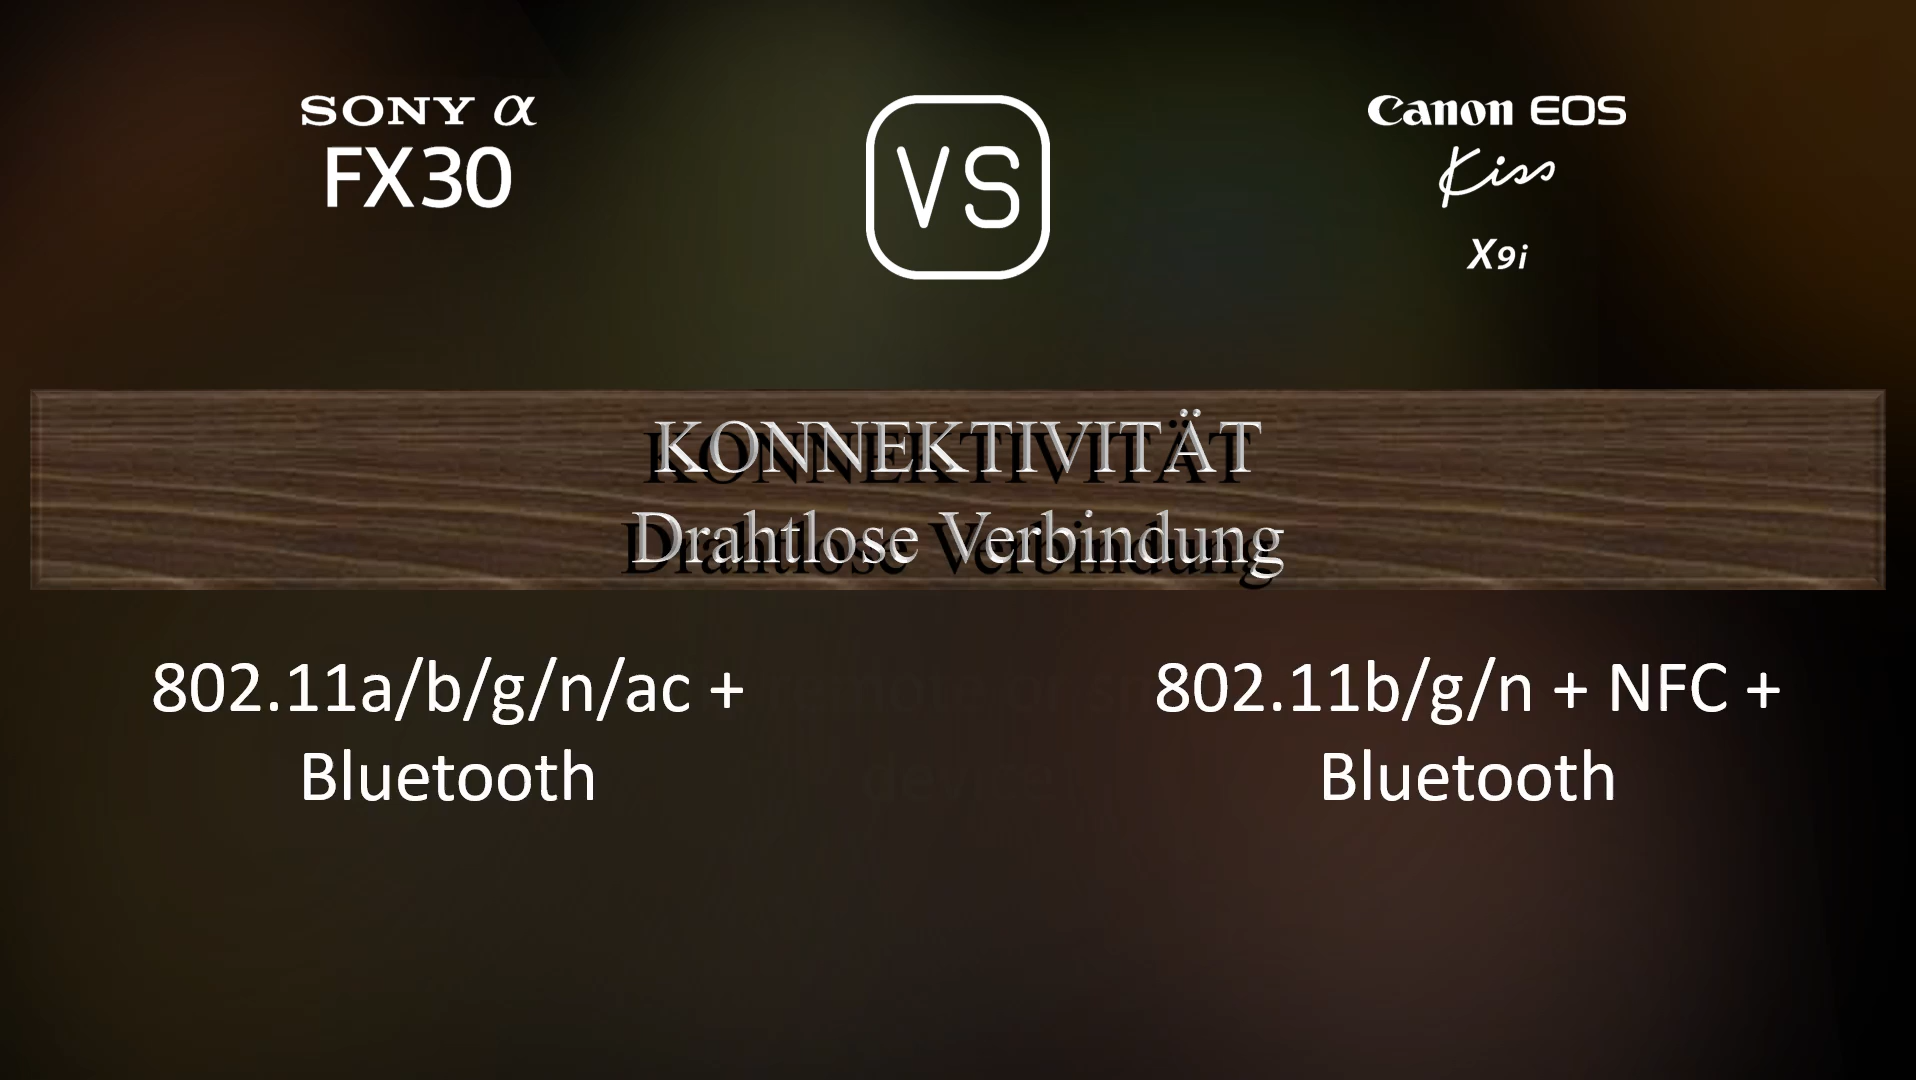 SONY α
FX30
VS
Canon EOS
Kiss
X9i
KONNEKTIVITÄT
Drahtlose Verbindung
802.11a/b/g/n/ac +
Bluetooth
802.11b/g/n + NFC +
Bluetooth